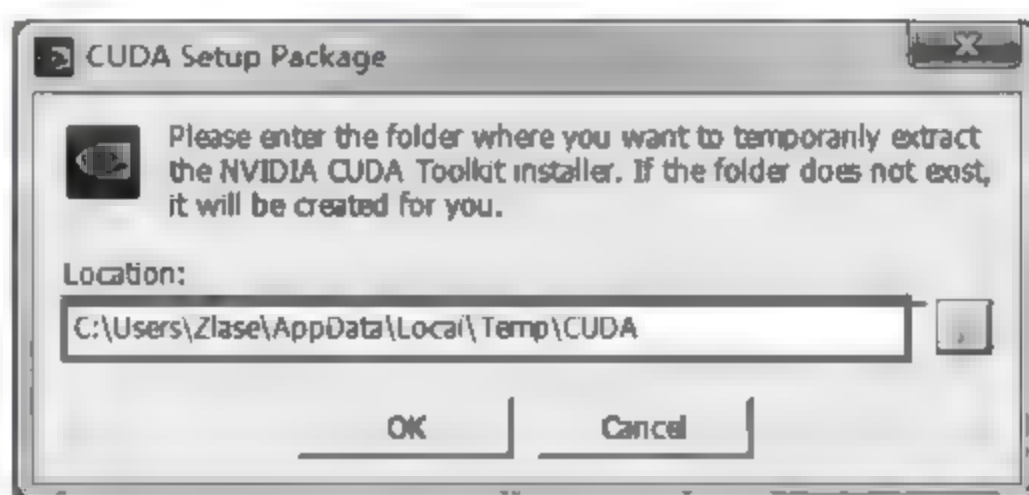 CUDA Setup Package
Please enter the folder where you want to temporarily extract
the NVIDIA CUDA Toolkit installer. If the folder does not exist,
it will be created for you.
Location:
C:\Users\Zlase\AppData\Local\Temp\CUDA
OK
Cancel